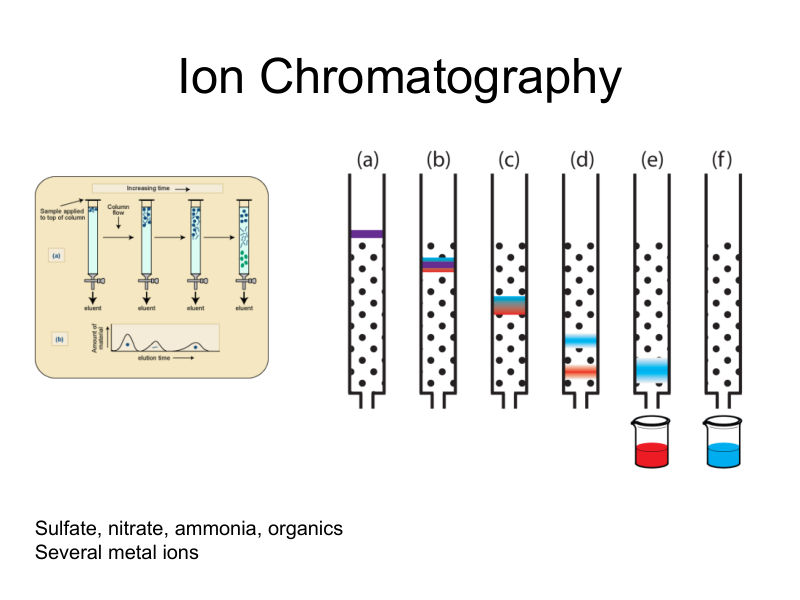 Ion Chromatography
Increasing time
Sample applied
to top of column
Column
flow
(a)
eluent eluent eluent eluent
(b)
Amount of
material
elution time
(a) (b) (c) (d) (e) (f)
Sulfate, nitrate, ammonia, organics
Several metal ions